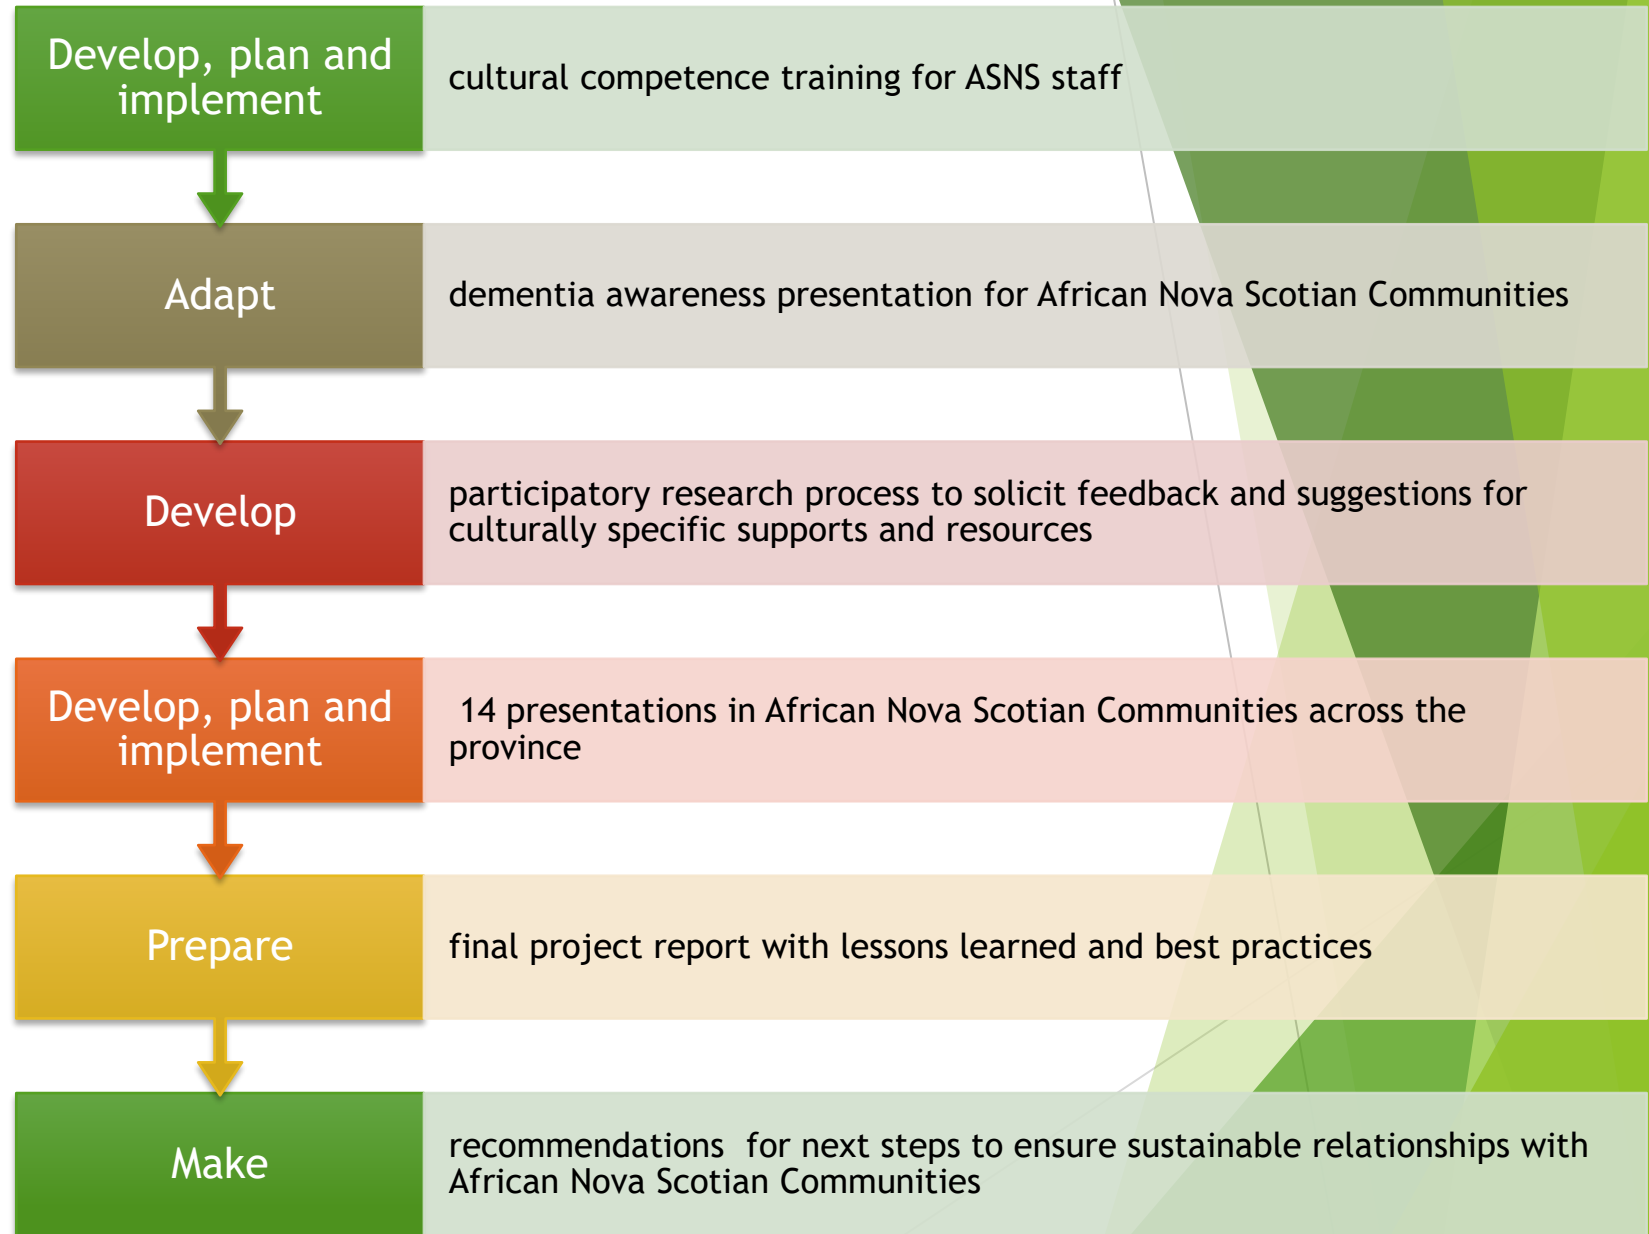 Develop, plan and
implement
cultural competence training for ASNS staff
Adapt
dementia awareness presentation for African Nova Scotian Communities
Develop
participatory research process to solicit feedback and suggestions for
culturally specific supports and resources
Develop, plan and
implement
14 presentations in African Nova Scotian Communities across the
province
Prepare
final project report with lessons learned and best practices
Make
recommendations  for next steps to ensure sustainable relationships with
African Nova Scotian Communities